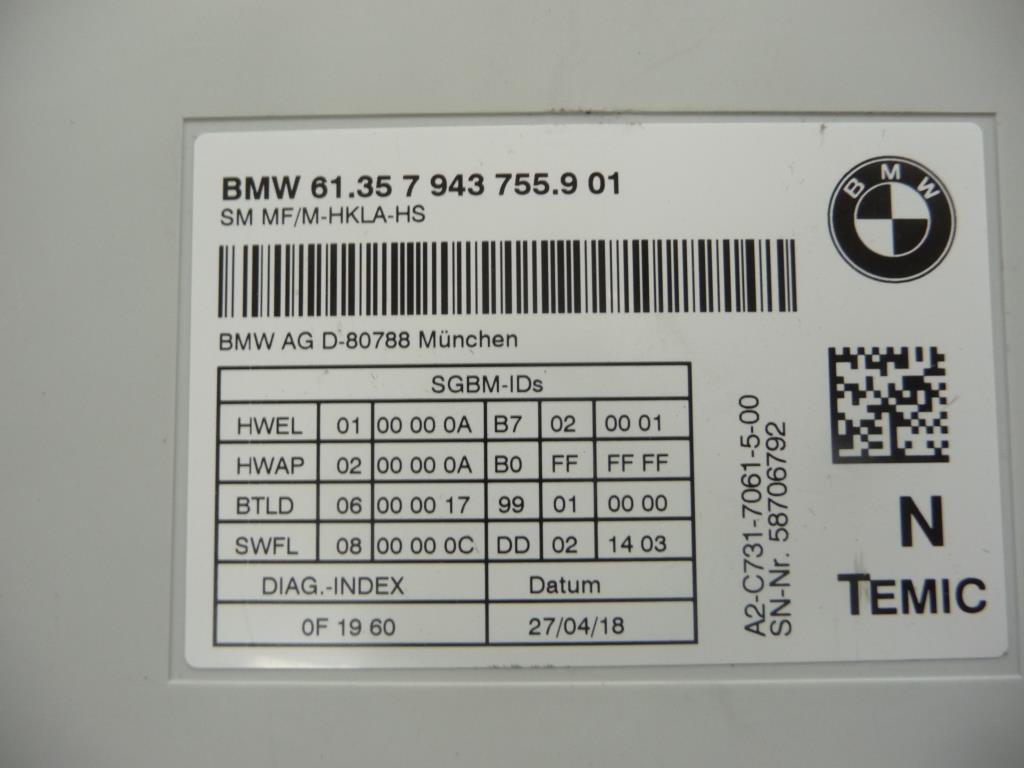 BMW 61.35 7 943 755.9 01
SM MF/M-HKLA-HS
BMW
BMW AG D-80788 München
SGBM-IDs
HWEL 01 00 00 0A B7 02 00 01
HWAP 02 00 00 0A B0 FF FF FF
BTLD 06 00 00 17 99 01 00 00
SWFL 08 00 00 0C DD 02 14 03
DIAG.-INDEX Datum
0F 19 60 27/04/18
A2-C731-7061-5-00
SN-Nr. 58706792
N
TEMIC